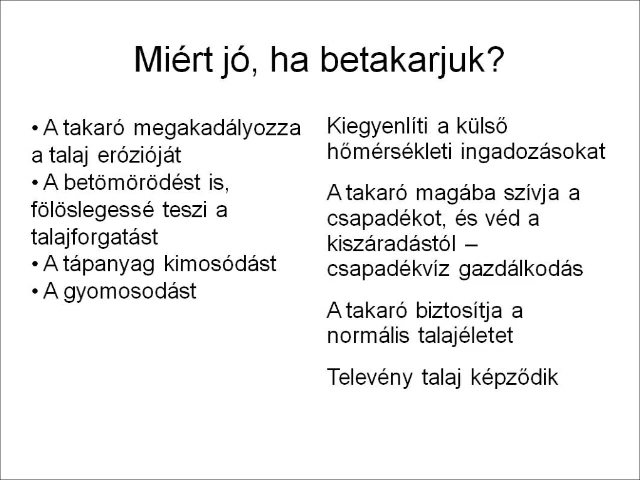 Miért jó, ha betakarjuk?
• A takaró megakadályozza
a talaj erózióját
• A betömörödést is,
fölöslegessé teszi a
talajforgatást
• A tápanyag kimosódást
• A gyomosodást
Kiegyenlíti a külső
hőmérsékleti ingadozásokat
A takaró magába szívja a
csapadékot, és véd a
kiszáradástól –
csapadékvíz gazdálkodás
A takaró biztosítja a
normális talajéletet
Televény talaj képződik